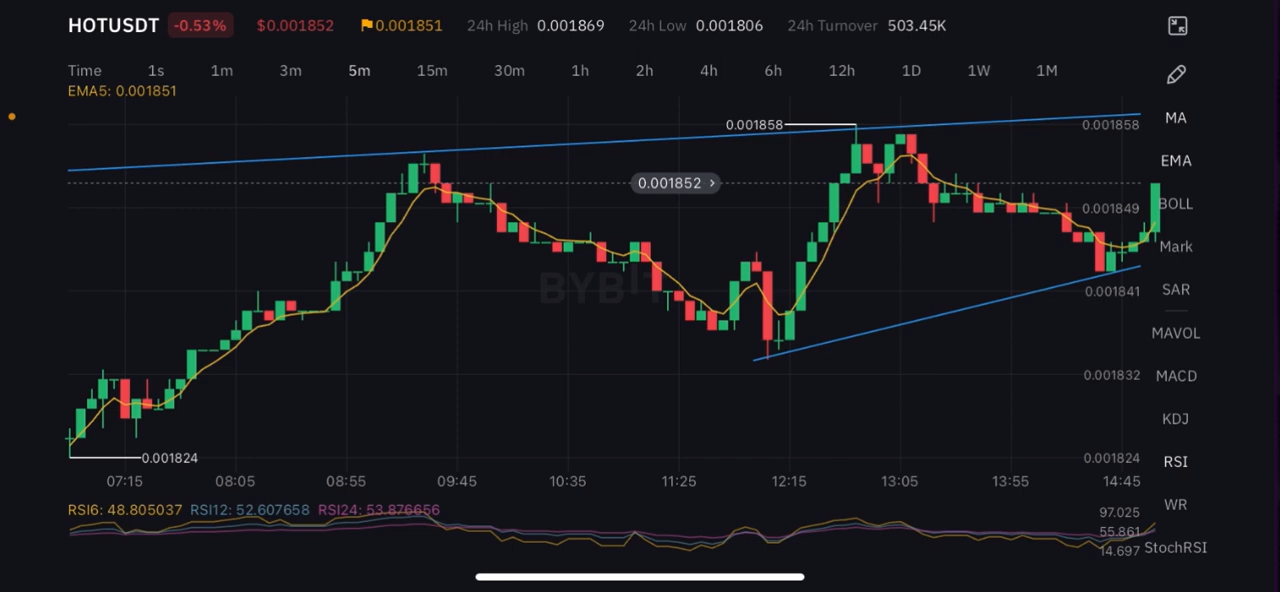 HOTUSDT -0.53% $0.001852 0.001851 24h High 0.001869 24h Low 0.001806 24h Turnover 503.45K
Time 1s 1m 3m 5m 15m 30m 1h 2h 4h 6h 12h 1D 1W 1M
EMA5: 0.001851
MA
0.001858
0.001858
EMA
0.001852 ›
BOLL
0.001849
Mark
BYBIT
SAR
0.001841
MAVOL
0.001832
MACD
KDJ
0.001824
0.001824
RSI
07:15 08:05 08:55 09:45 10:35 11:25 12:15 13:05 13:55 14:45
WR
RSI6: 48.805037 RSI12: 52.607658 RSI24: 53.876656
97.025
55.861
14.697
StochRSI